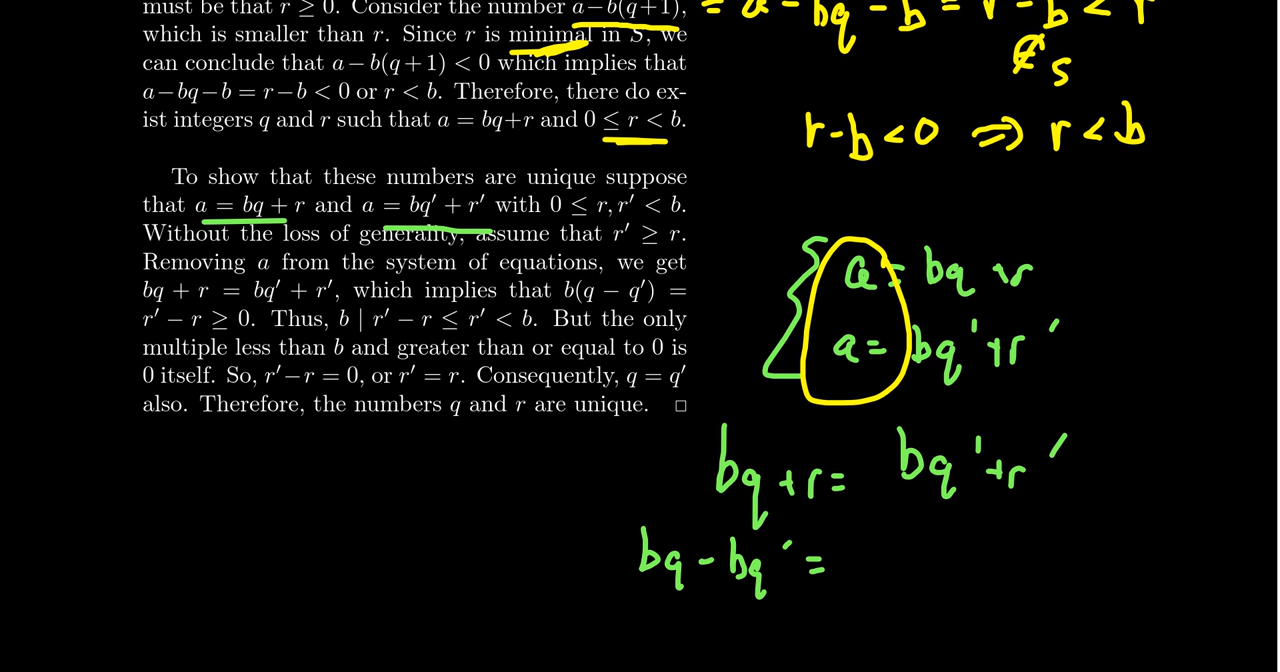 must be that r ≥ 0. Consider the number a−b(q+1),
which is smaller than r. Since r is minimal in S, we
can conclude that a−b(q+1) < 0 which implies that
a−bq−b = r−b < 0 or r < b. Therefore, there do ex-
ist integers q and r such that a = bq+r and 0 ≤ r < b.
To show that these numbers are unique suppose
that a = bq + r and a = bq′ + r′ with 0 ≤ r, r′ < b.
Without the loss of generality, assume that r′ ≥ r.
Removing a from the system of equations, we get
bq + r = bq′ + r′, which implies that b(q − q′) =
r′ − r ≥ 0. Thus, b | r′ − r ≤ r′ < b. But the only
multiple less than b and greater than or equal to 0 is
0 itself. So, r′−r = 0, or r′ = r. Consequently, q = q′
also. Therefore, the numbers q and r are unique. □
= a - bq - b = r - b < r
∉ S
r-b<0 ⇒ r < b
a = bq + r
a = bq' + r'
bq + r = bq' + r'
bq - bq' =